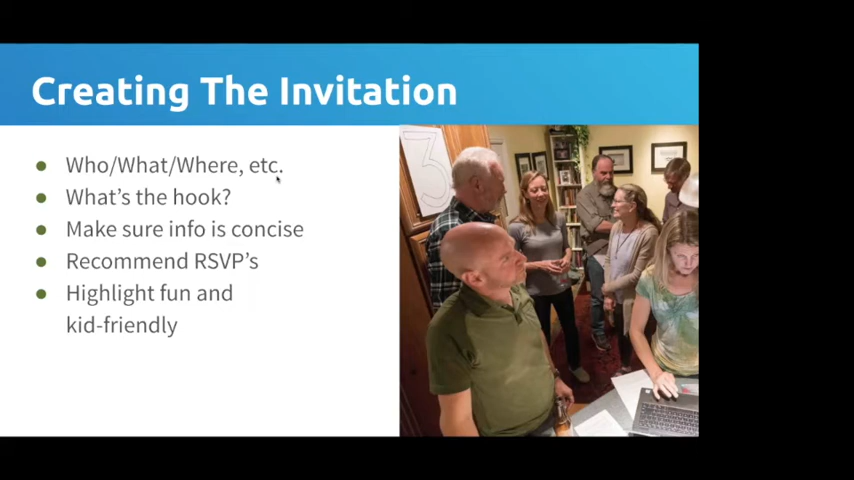 Creating The Invitation
Who/What/Where, etc.
What's the hook?
Make sure info is concise
Recommend RSVP's
Highlight fun and
kid-friendly
3